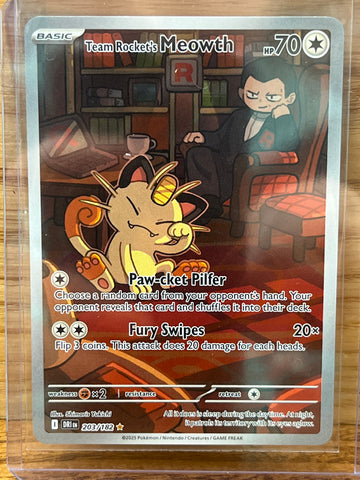 BASIC
Team Rocket's Meowth HP 70
R
Paw-cket Pilfer
Choose a random card from your opponent's hand. Your
opponent reveals that card and shuffles it into their deck.
Fury Swipes 20×
Flip 3 coins. This attack does 20 damage for each heads.
weakness ×2 resistance retreat
Illus. Shimaris Yukichi
I DRI EN 203/182
All it does is sleep during the daytime. At night,
it patrols its territory with its eyes aglow.
©2025 Pokémon / Nintendo / Creatures / GAME FREAK